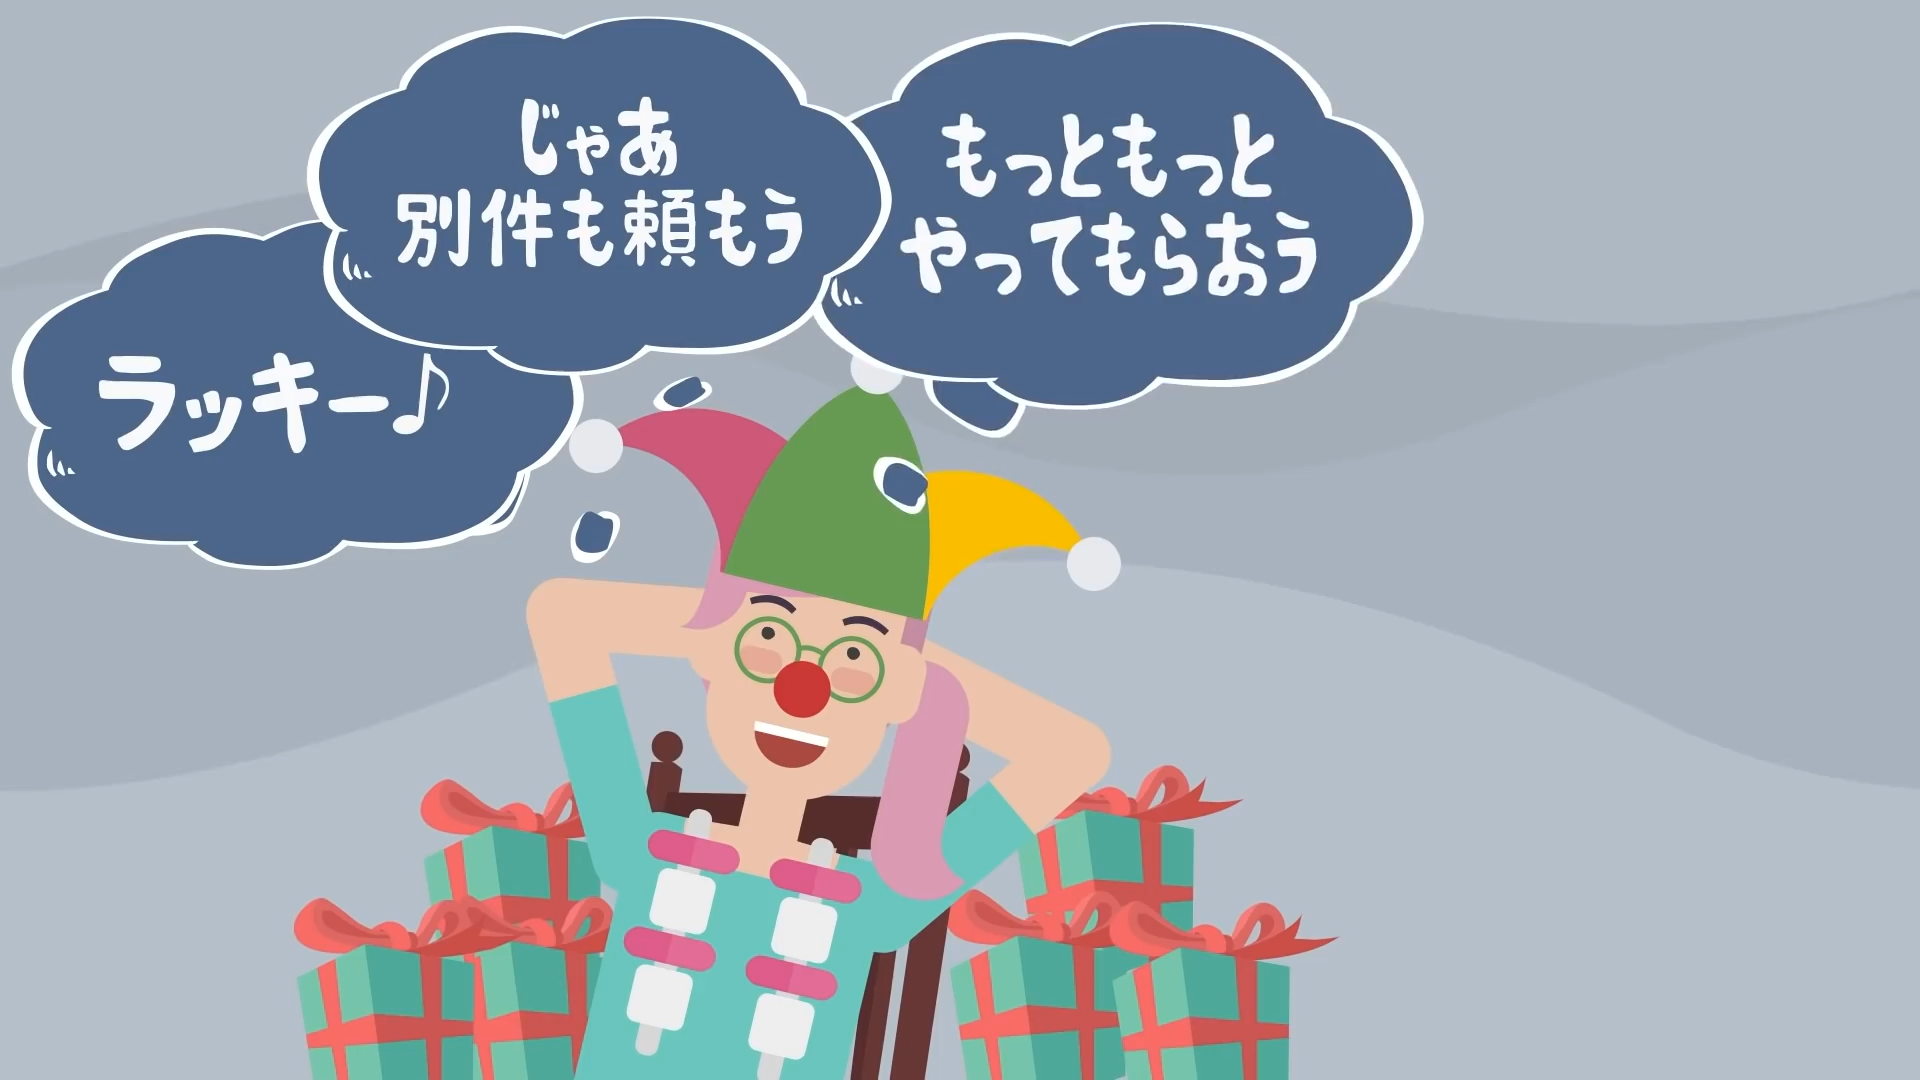 ラッキー♪
じゃあ
別件も頼もう
もっともっと
やってもらおう